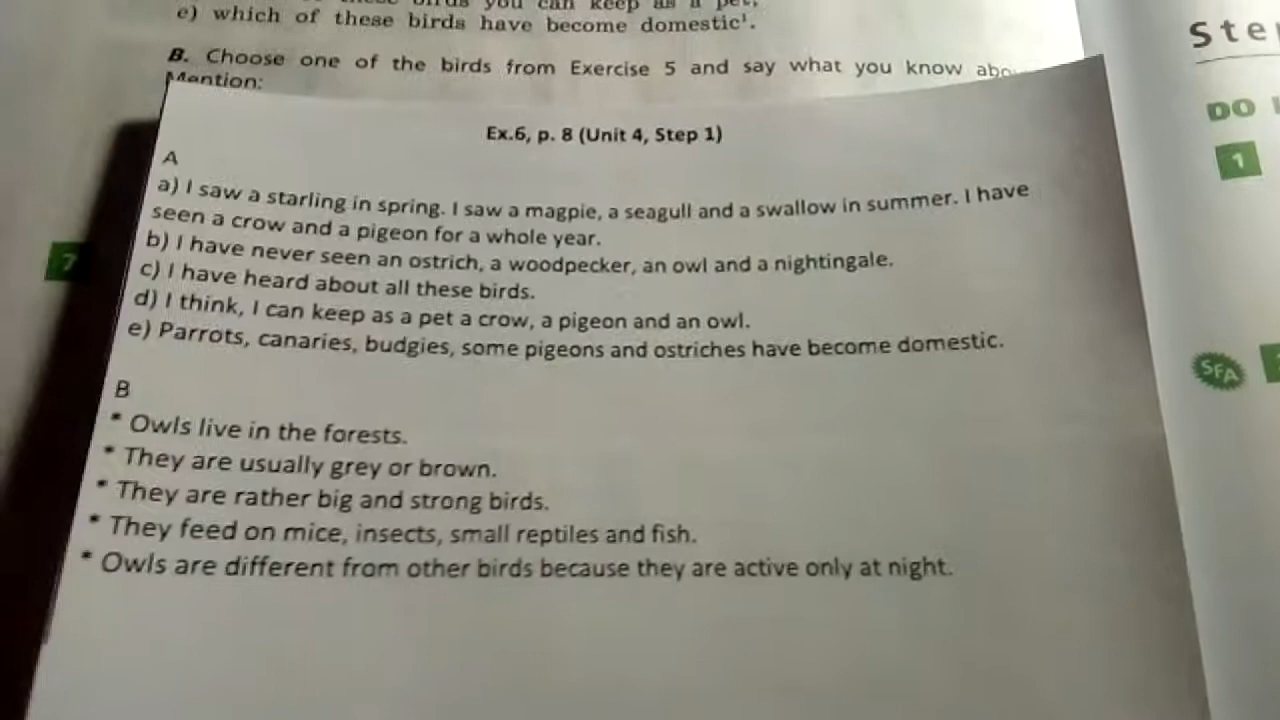 you can keep as a pet,
e) which of these birds have become domestic¹.
B. Choose one of the birds from Exercise 5 and say what you know
Mention:
Ex.6, p. 8 (Unit 4, Step 1)
A
a) I saw a starling in spring. I saw a magpie, a seagull and a swallow in summer. I have
seen a crow and a pigeon for a whole year.
b) I have never seen an ostrich, a woodpecker, an owl and a nightingale.
c) I have heard about all these birds.
d) I think, I can keep as a pet a crow, a pigeon and an owl.
e) Parrots, canaries, budgies, some pigeons and ostriches have become domestic.
B
* Owls live in the forests.
* They are usually grey or brown.
* They are rather big and strong birds.
* They feed on mice, insects, small reptiles and fish.
* Owls are different from other birds because they are active only at night.
7
DO
1
SFA